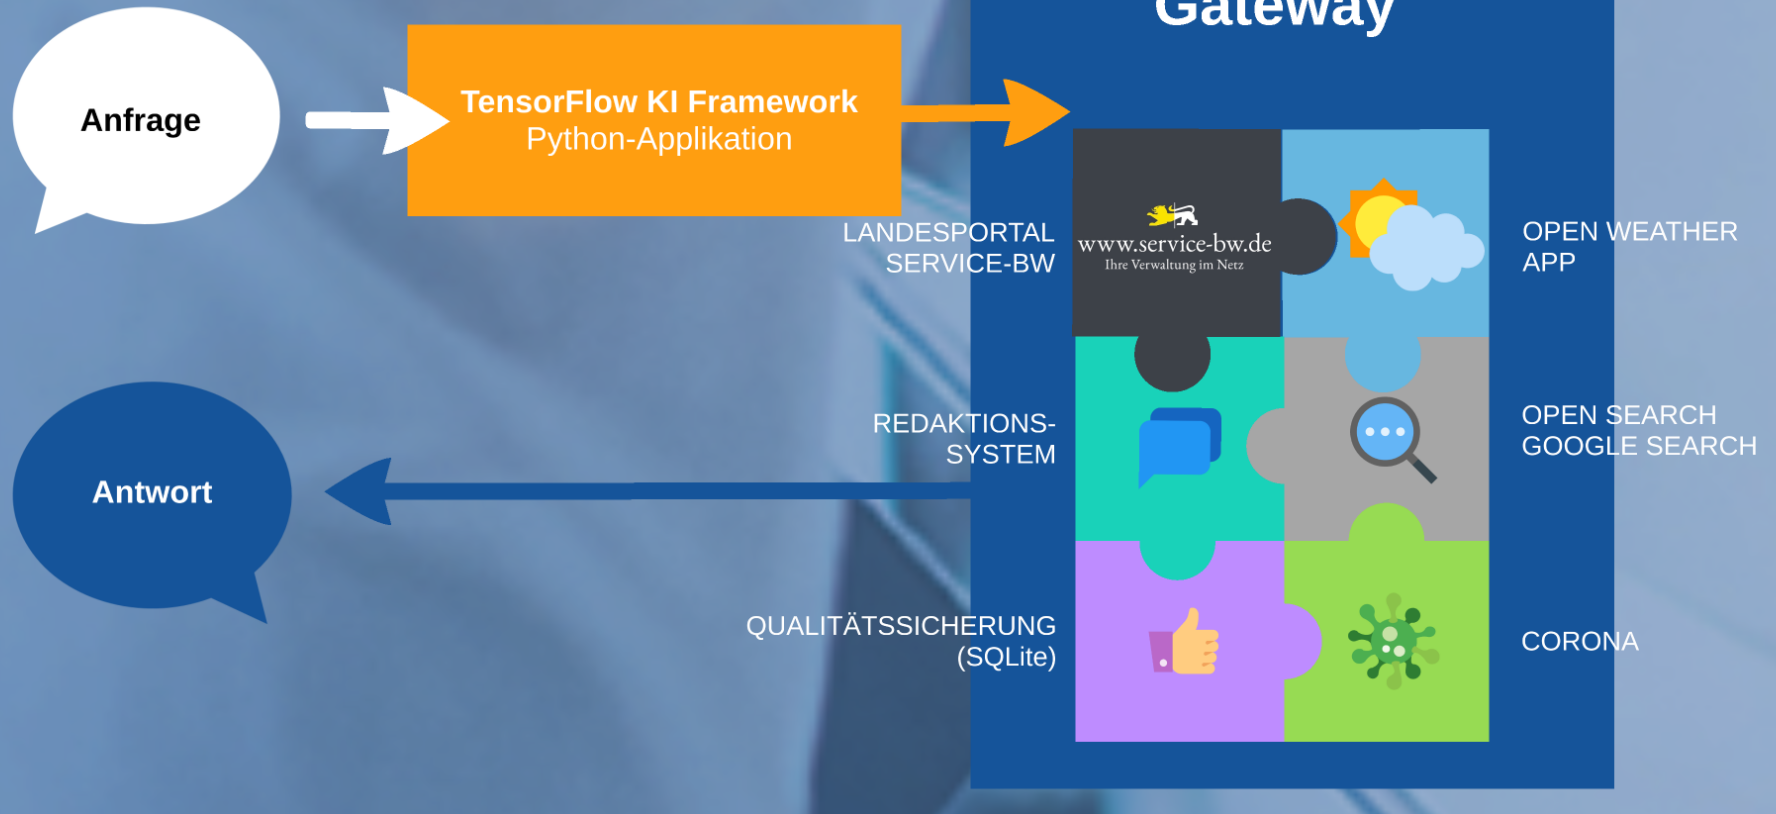 Gateway
Anfrage
TensorFlow KI Framework
Python-Applikation
LANDESPORTAL
SERVICE-BW
www.service-bw.de
Ihre Verwaltung im Netz
OPEN WEATHER
APP
REDAKTIONS-
SYSTEM
OPEN SEARCH
GOOGLE SEARCH
Antwort
QUALITÄTSSICHERUNG
(SQLite)
CORONA